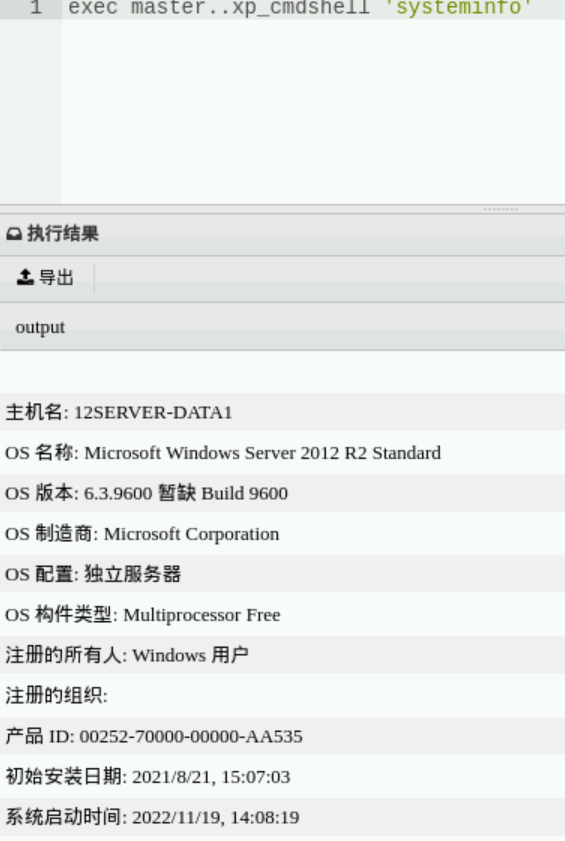 1 exec master..xp_cmdshell 'systeminfo'
执行结果
导出
output
主机名: 12SERVER-DATA1
OS 名称: Microsoft Windows Server 2012 R2 Standard
OS 版本: 6.3.9600 暂缺 Build 9600
OS 制造商: Microsoft Corporation
OS 配置: 独立服务器
OS 构件类型: Multiprocessor Free
注册的所有人: Windows 用户
注册的组织:
产品 ID: 00252-70000-00000-AA535
初始安装日期: 2021/8/21, 15:07:03
系统启动时间: 2022/11/19, 14:08:19